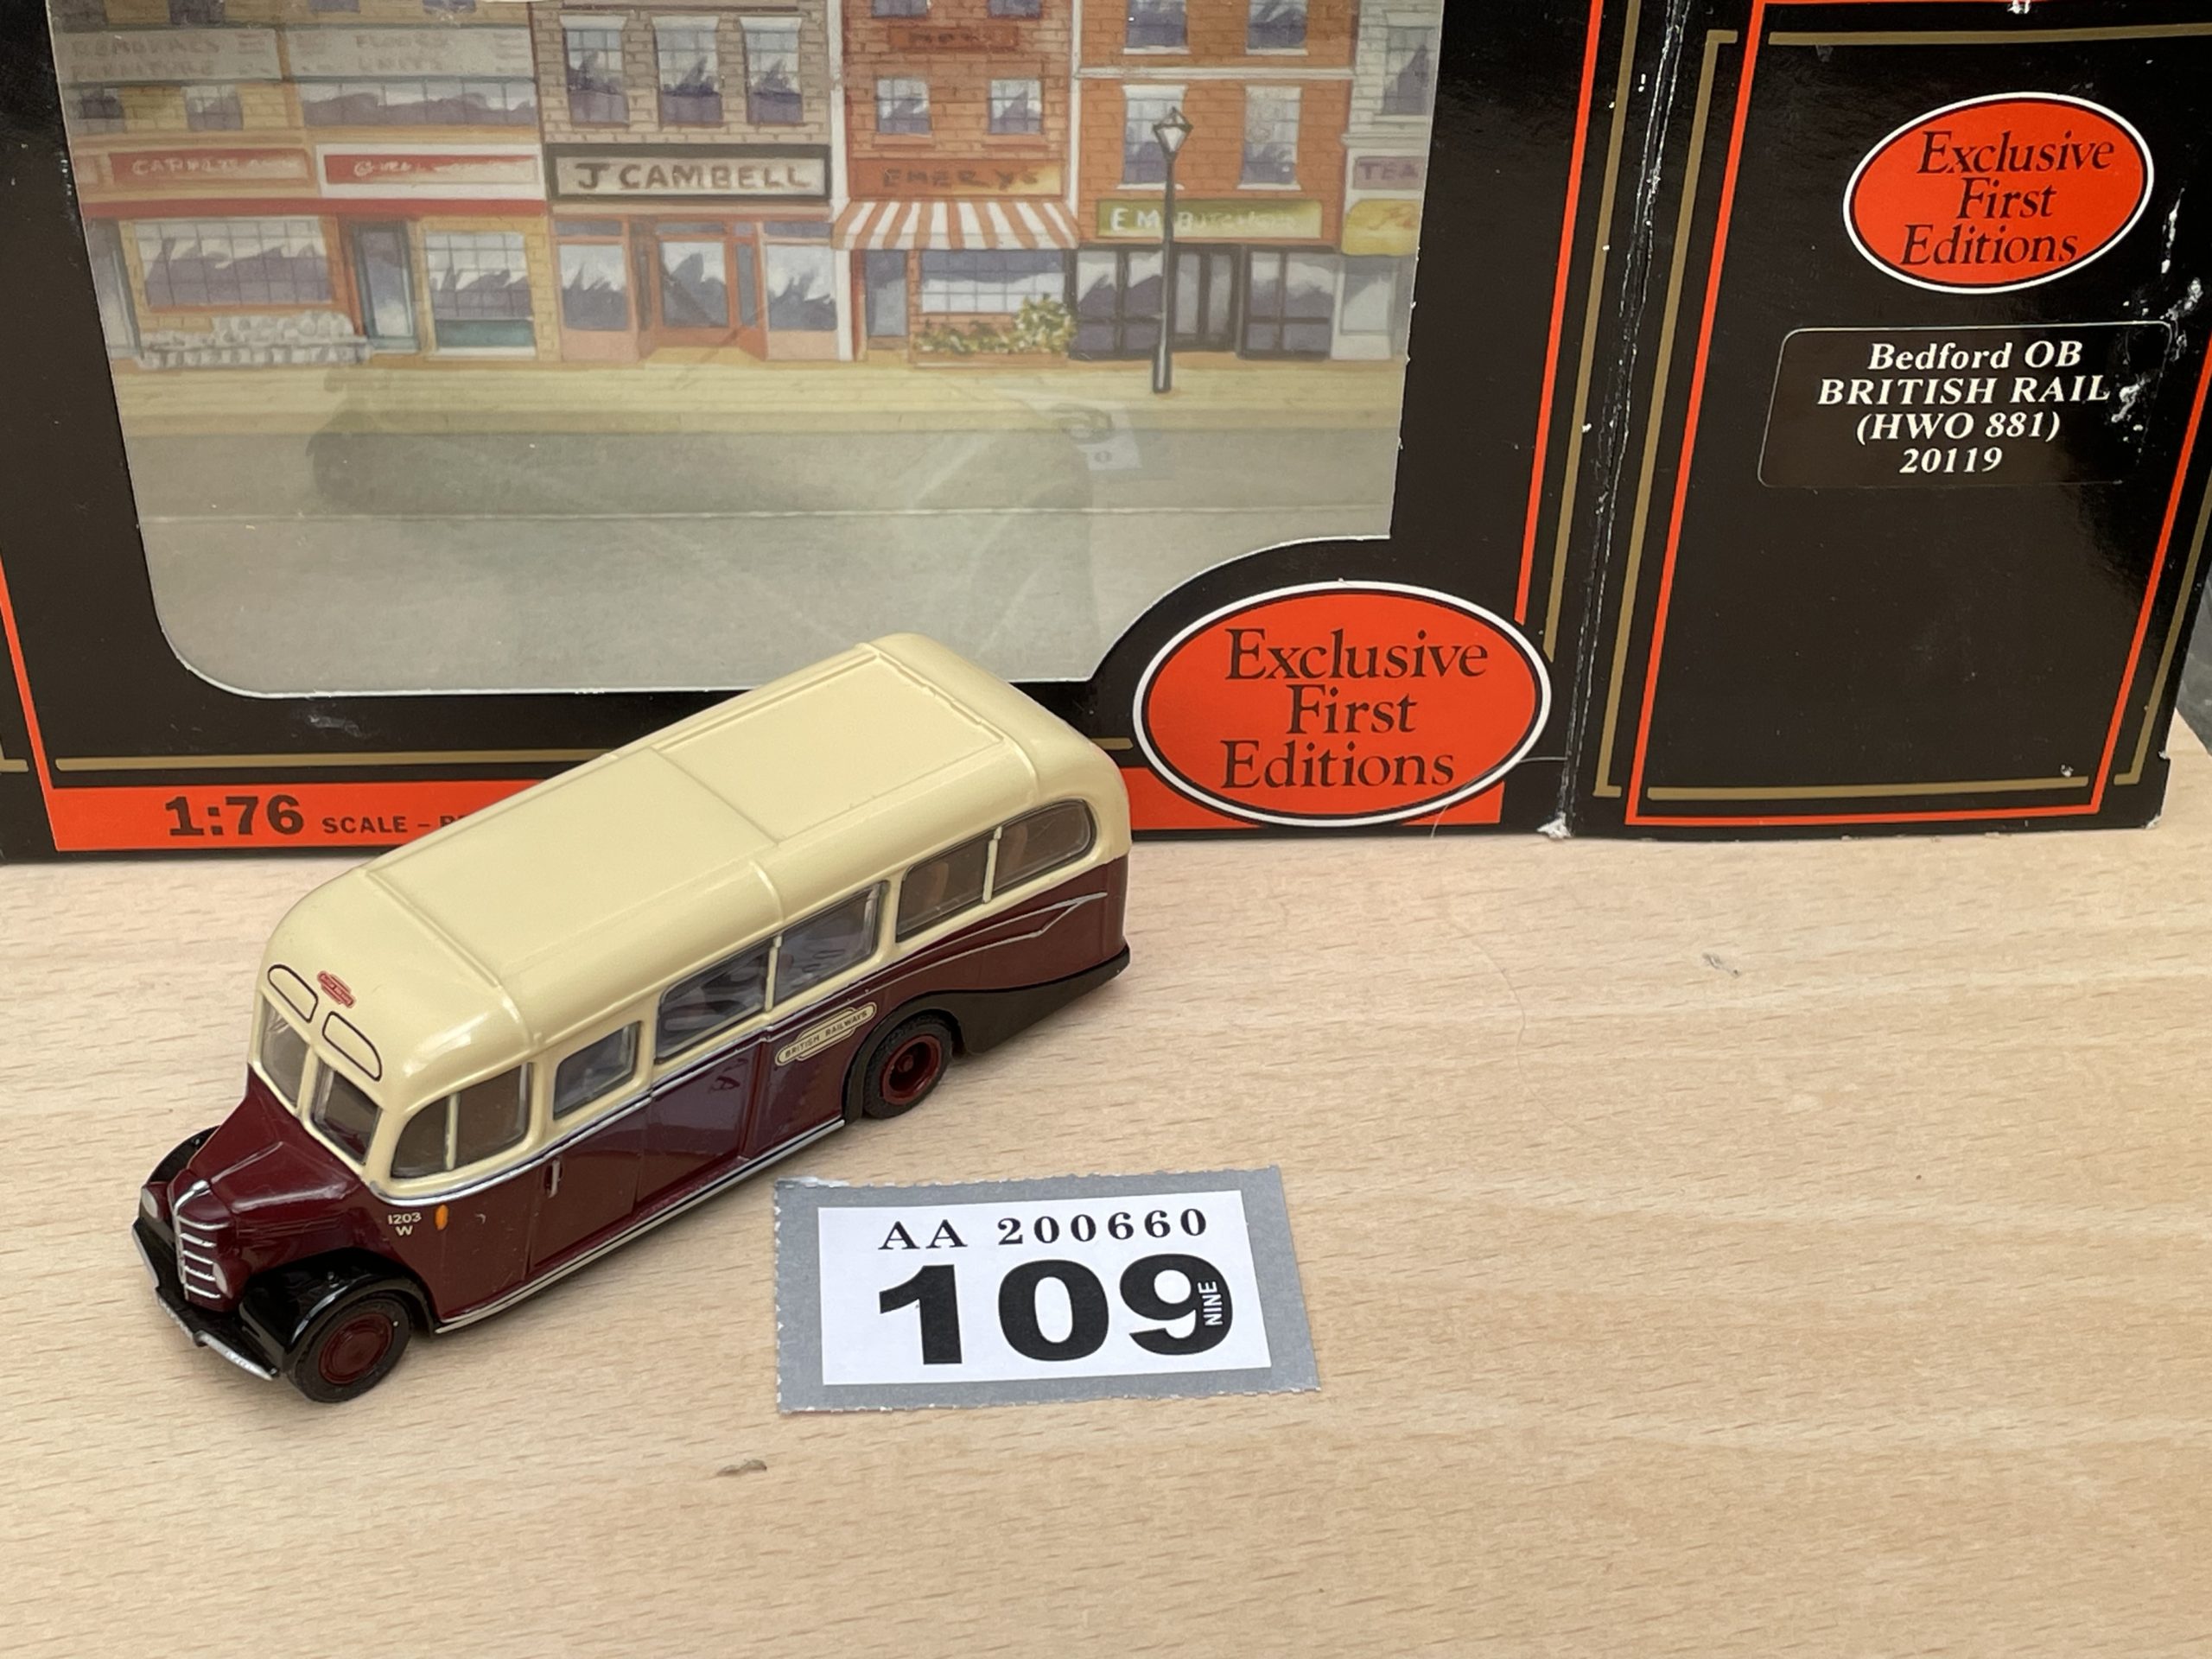 J CAMBELL
EMERYS
TEA
Exclusive
First
Editions
Bedford OB
BRITISH RAIL
(HWO 881)
20119
Exclusive
First
Editions
1:76 SCALE –
BRITISH RAILWAYS
1203
W
AA 200660
109
NINE